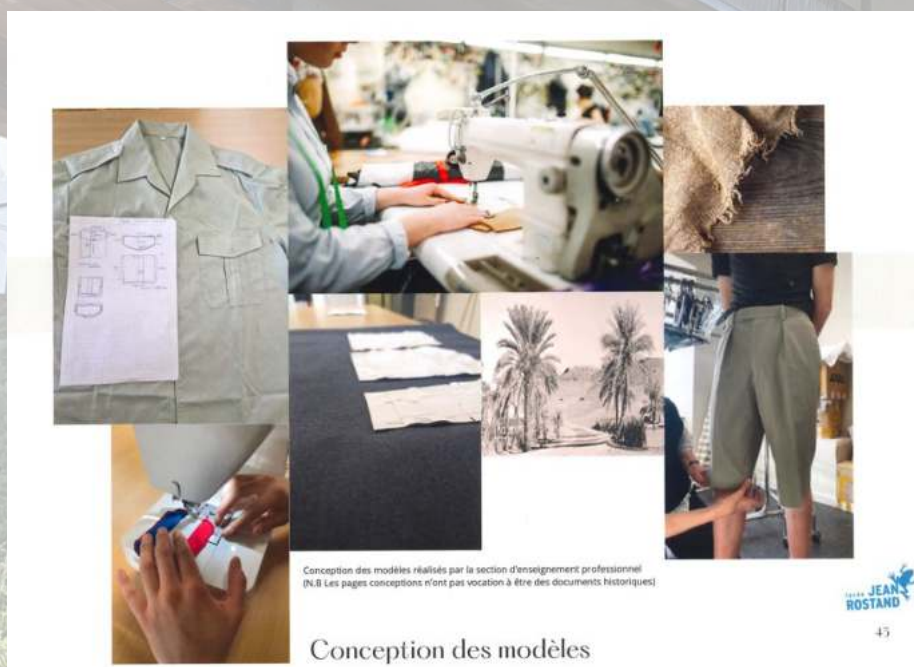 Conception des modèles réalisés par la section d'enseignement professionnel
(N.B Les pages conceptions n'ont pas vocation à être des documents historiques)
Conception des modèles
JEAN
ROSTAND
45